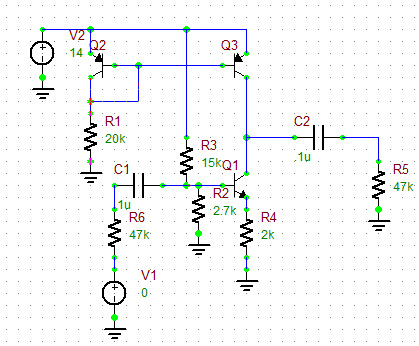 V2
14
Q2
Q3
R1
20k
R3
15k
C2
.1u
C1
.1u
Q1
R2
2.7k
R5
47k
R6
47k
R4
2k
V1
0